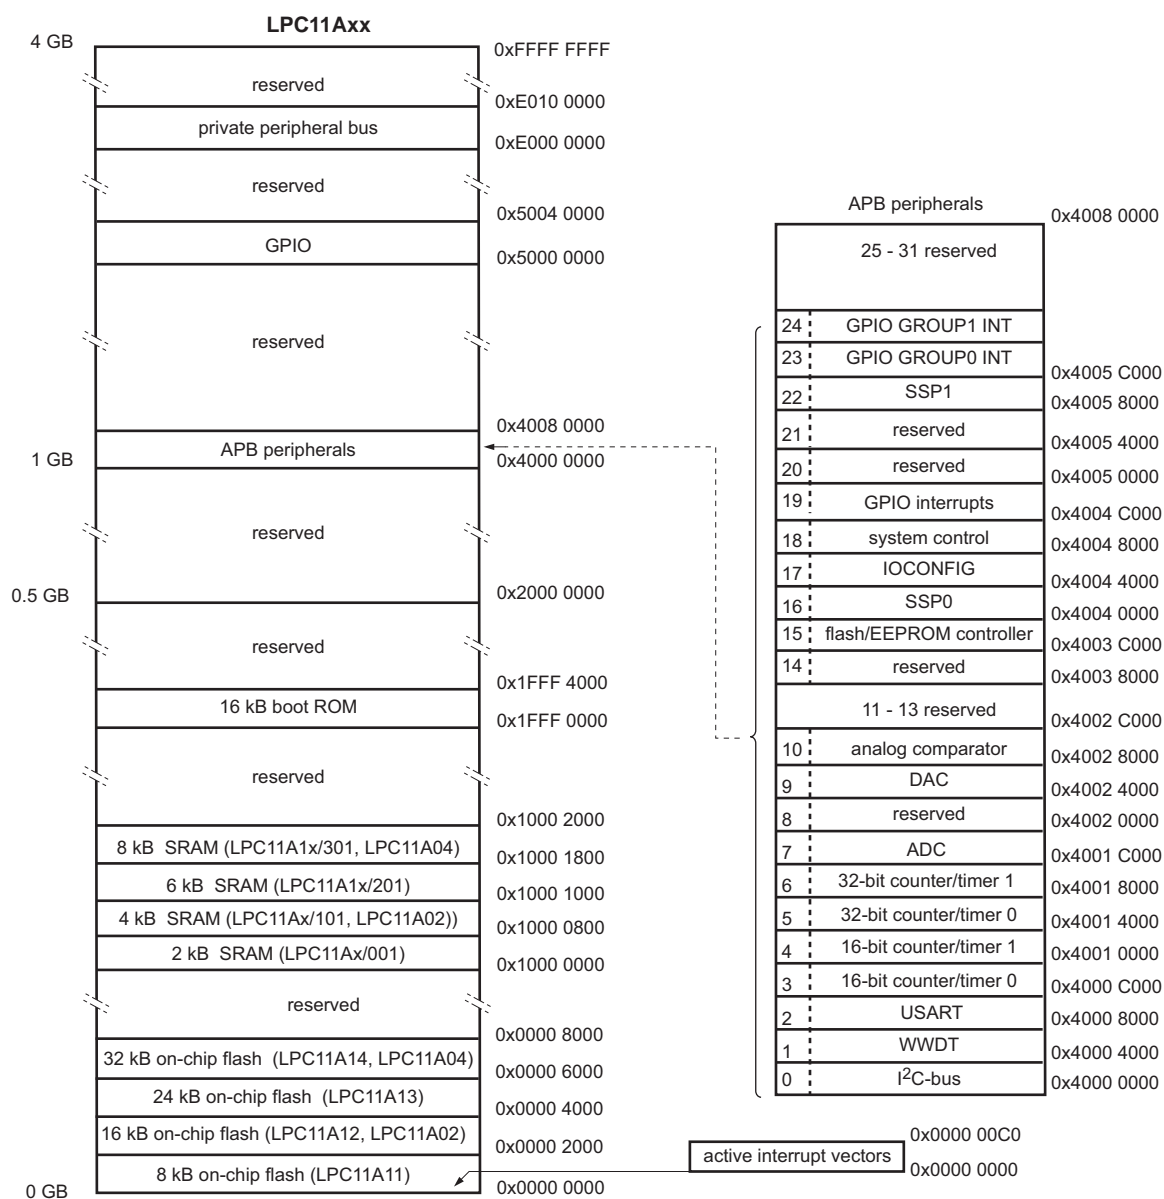 LPC11Axx
4 GB
0xFFFF FFFF
reserved
0xE010 0000
private peripheral bus
0xE000 0000
reserved
0x5004 0000
GPIO
0x5000 0000
reserved
0x4008 0000
APB peripherals
1 GB
0x4000 0000
reserved
0.5 GB
0x2000 0000
reserved
0x1FFF 4000
16 kB boot ROM
0x1FFF 0000
reserved
0x1000 2000
8 kB SRAM (LPC11A1x/301, LPC11A04)
0x1000 1800
6 kB SRAM (LPC11A1x/201)
0x1000 1000
4 kB SRAM (LPC11Ax/101, LPC11A02))
0x1000 0800
2 kB SRAM (LPC11Ax/001)
0x1000 0000
reserved
0x0000 8000
32 kB on-chip flash (LPC11A14, LPC11A04)
0x0000 6000
24 kB on-chip flash (LPC11A13)
0x0000 4000
16 kB on-chip flash (LPC11A12, LPC11A02)
0x0000 2000
8 kB on-chip flash (LPC11A11)
0 GB
0x0000 0000
APB peripherals
0x4008 0000
25 - 31 reserved
24 GPIO GROUP1 INT
23 GPIO GROUP0 INT
0x4005 C000
22 SSP1
0x4005 8000
21 reserved
0x4005 4000
20 reserved
0x4005 0000
19 GPIO interrupts
0x4004 C000
18 system control
0x4004 8000
17 IOCONFIG
0x4004 4000
16 SSP0
0x4004 0000
15 flash/EEPROM controller
0x4003 C000
14 reserved
0x4003 8000
11 - 13 reserved
0x4002 C000
10 analog comparator
0x4002 8000
9 DAC
0x4002 4000
8 reserved
0x4002 0000
7 ADC
0x4001 C000
6 32-bit counter/timer 1
0x4001 8000
5 32-bit counter/timer 0
0x4001 4000
4 16-bit counter/timer 1
0x4001 0000
3 16-bit counter/timer 0
0x4000 C000
2 USART
0x4000 8000
1 WWDT
0x4000 4000
0 I²C-bus
0x4000 0000
0x0000 00C0
active interrupt vectors
0x0000 0000